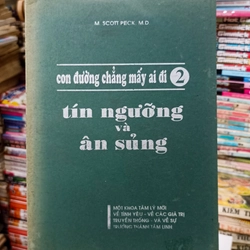 M. SCOTT PECK, M.D.
con đường chẳng mấy ai đi 2
tín ngưỡng
và
ân sủng
MỘT KHOA TÂM LÝ MỚI
VỀ TÌNH YÊU - VỀ CÁC GIÁ TRỊ
TRUYỀN THỐNG - VÀ VỀ SỰ
TRƯỞNG THÀNH TÂM LINH